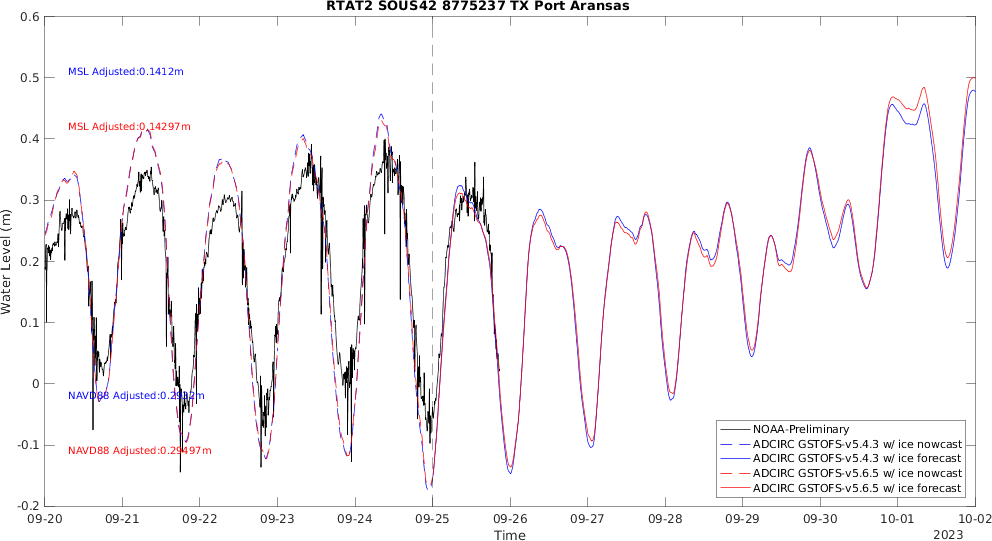 RTAT2 SOUS42 8775237 TX Port Aransas
0.6
0.5
0.4
0.3
0.2
0.1
0
-0.1
-0.2
Water Level (m)
MSL Adjusted:0.1412m
MSL Adjusted:0.14297m
NAVD88 Adjusted:0.2932m
NAVD88 Adjusted:0.29497m
NOAA-Preliminary
ADCIRC GSTOFS-v5.4.3 w/ ice nowcast
ADCIRC GSTOFS-v5.4.3 w/ ice forecast
ADCIRC GSTOFS-v5.6.5 w/ ice nowcast
ADCIRC GSTOFS-v5.6.5 w/ ice forecast
09-20 09-21 09-22 09-23 09-24 09-25 09-26 09-27 09-28 09-29 09-30 10-01 10-02
Time
2023